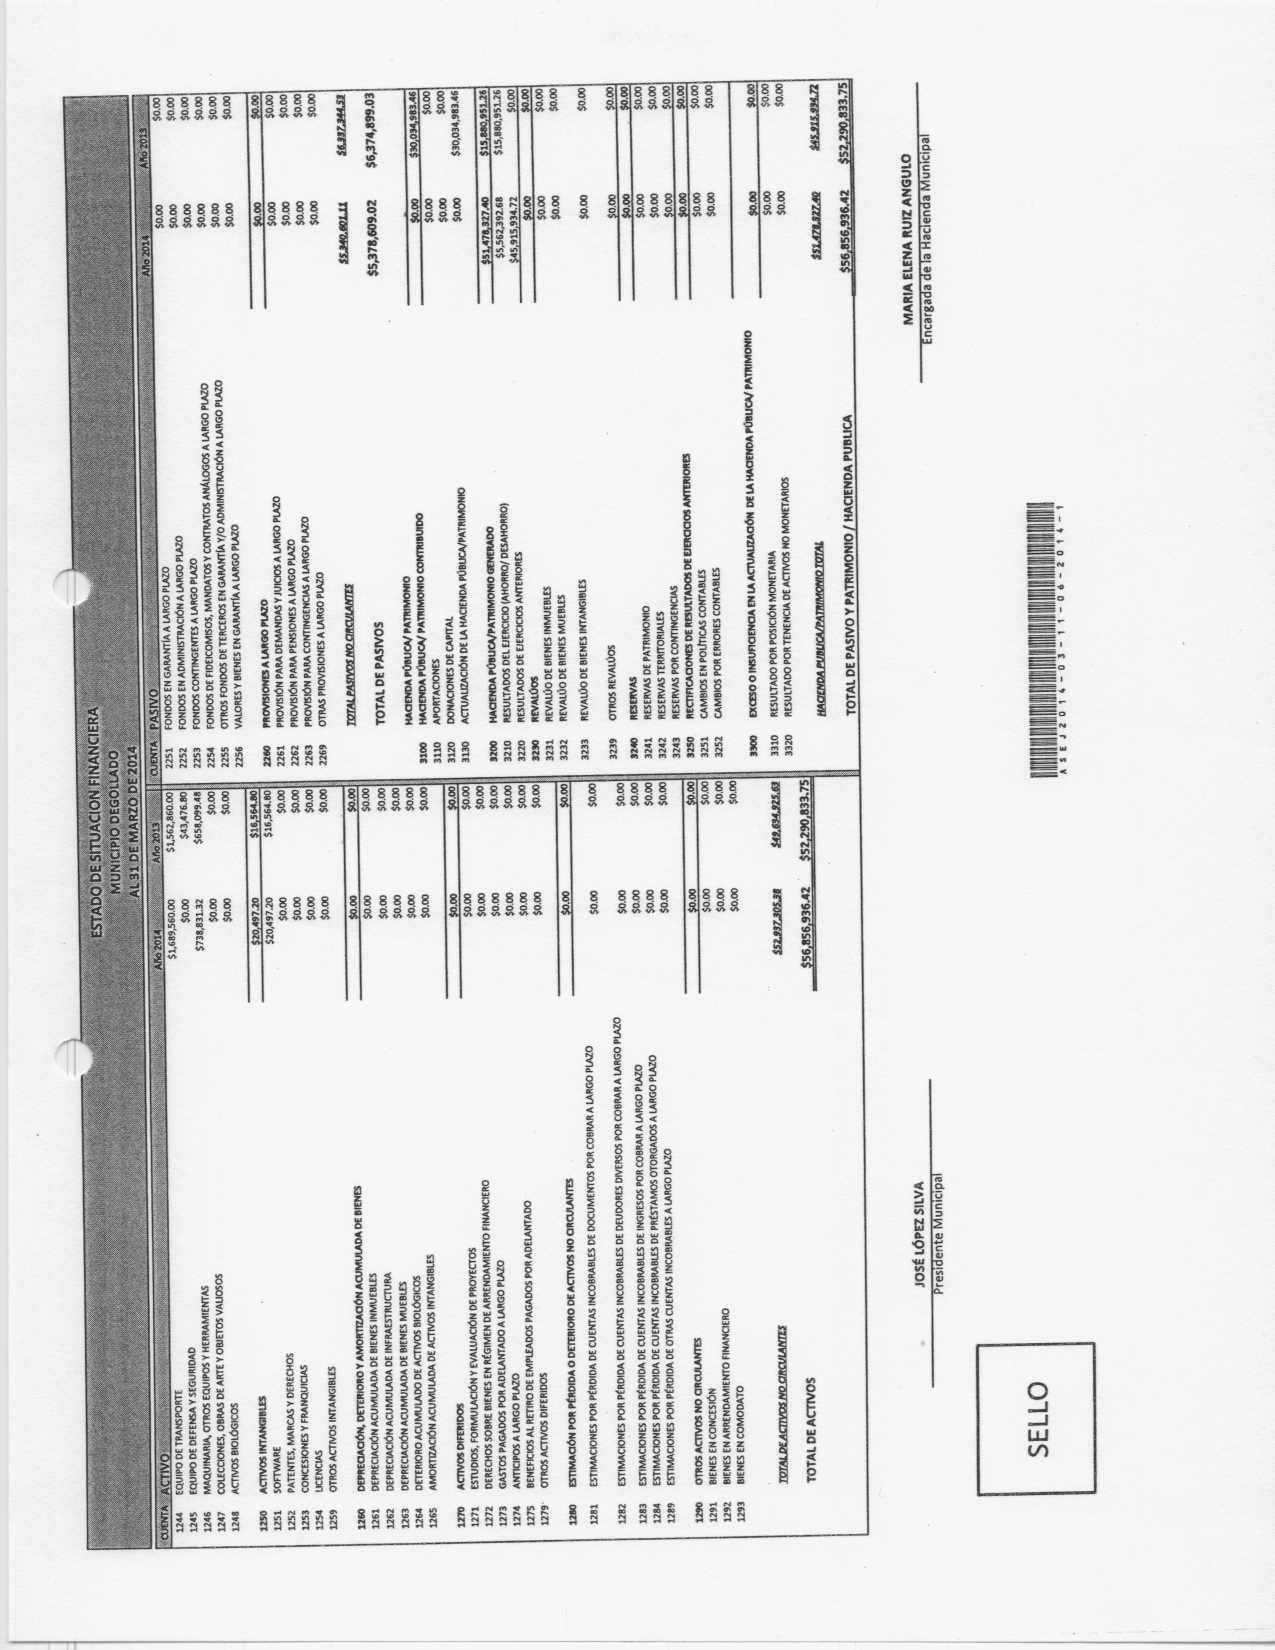 ESTADO DE SITUACION FINANCIERA
MUNICIPIO DEGOLLADO
AL 31 DE MARZO DE 2014
CUENTA ACTIVO Año 2014 Año 2013
1244 EQUIPO DE TRANSPORTE $1,689,560.00 $1,562,860.00
1245 EQUIPO DE DEFENSA Y SEGURIDAD $0.00 $43,476.80
1246 MAQUINARIA, OTROS EQUIPOS Y HERRAMIENTAS $738,831.32 $658,099.48
1247 COLECCIONES, OBRAS DE ARTE Y OBJETOS VALIOSOS $0.00 $0.00
1248 ACTIVOS BIOLÓGICOS $0.00 $0.00
1250 ACTIVOS INTANGIBLES $20,497.20 $16,564.80
1251 SOFTWARE $20,497.20 $16,564.80
1252 PATENTES, MARCAS Y DERECHOS $0.00 $0.00
1253 CONCESIONES Y FRANQUICIAS $0.00 $0.00
1254 LICENCIAS $0.00 $0.00
1259 OTROS ACTIVOS INTANGIBLES $0.00 $0.00
1260 DEPRECIACIÓN, DETERIORO Y AMORTIZACIÓN ACUMULADA DE BIENES $0.00 $0.00
1261 DEPRECIACIÓN ACUMULADA DE BIENES INMUEBLES $0.00 $0.00
1262 DEPRECIACIÓN ACUMULADA DE INFRAESTRUCTURA $0.00 $0.00
1263 DEPRECIACIÓN ACUMULADA DE BIENES MUEBLES $0.00 $0.00
1264 DETERIORO ACUMULADO DE ACTIVOS BIOLÓGICOS $0.00 $0.00
1265 AMORTIZACIÓN ACUMULADA DE ACTIVOS INTANGIBLES $0.00 $0.00
1270 ACTIVOS DIFERIDOS $0.00 $0.00
1271 ESTUDIOS, FORMULACIÓN Y EVALUACIÓN DE PROYECTOS $0.00 $0.00
1272 DERECHOS SOBRE BIENES EN RÉGIMEN DE ARRENDAMIENTO FINANCIERO $0.00 $0.00
1273 GASTOS PAGADOS POR ADELANTADO A LARGO PLAZO $0.00 $0.00
1274 ANTICIPOS A LARGO PLAZO $0.00 $0.00
1275 BENEFICIOS AL RETIRO DE EMPLEADOS PAGADOS POR ADELANTADO $0.00 $0.00
1279 OTROS ACTIVOS DIFERIDOS $0.00 $0.00
1280 ESTIMACIÓN POR PÉRDIDA O DETERIORO DE ACTIVOS NO CIRCULANTES $0.00 $0.00
1281 ESTIMACIONES POR PÉRDIDA DE CUENTAS INCOBRABLES DE DOCUMENTOS POR COBRAR A LARGO PLAZO $0.00 $0.00
1282 ESTIMACIONES POR PÉRDIDA DE CUENTAS INCOBRABLES DE DEUDORES DIVERSOS POR COBRAR A LARGO PLAZO $0.00 $0.00
1283 ESTIMACIONES POR PÉRDIDA DE CUENTAS INCOBRABLES DE INGRESOS POR COBRAR A LARGO PLAZO $0.00 $0.00
1284 ESTIMACIONES POR PÉRDIDA DE CUENTAS INCOBRABLES DE PRÉSTAMOS OTORGADOS A LARGO PLAZO $0.00 $0.00
1289 ESTIMACIONES POR PÉRDIDA DE OTRAS CUENTAS INCOBRABLES A LARGO PLAZO $0.00 $0.00
1290 OTROS ACTIVOS NO CIRCULANTES $0.00 $0.00
1291 BIENES EN CONCESIÓN $0.00 $0.00
1292 BIENES EN ARRENDAMIENTO FINANCIERO $0.00 $0.00
1293 BIENES EN COMODATO $0.00 $0.00
TOTAL DE ACTIVOS NO CIRCULANTES $52,937,305.38 $49,634,925.63
TOTAL DE ACTIVOS $56,856,936.42 $52,290,833.75
CUENTA PASIVO Año 2014 Año 2013
2251 FONDOS EN GARANTÍA A LARGO PLAZO $0.00 $0.00
2252 FONDOS EN ADMINISTRACIÓN A LARGO PLAZO $0.00 $0.00
2253 FONDOS CONTINGENTES A LARGO PLAZO $0.00 $0.00
2254 FONDOS DE FIDEICOMISOS, MANDATOS Y CONTRATOS ANÁLOGOS A LARGO PLAZO $0.00 $0.00
2255 OTROS FONDOS DE TERCEROS EN GARANTÍA Y/O ADMINISTRACIÓN A LARGO PLAZO $0.00 $0.00
2256 VALORES Y BIENES EN GARANTÍA A LARGO PLAZO $0.00 $0.00
2260 PROVISIONES A LARGO PLAZO $0.00 $0.00
2261 PROVISIÓN PARA DEMANDAS Y JUICIOS A LARGO PLAZO $0.00 $0.00
2262 PROVISIÓN PARA PENSIONES A LARGO PLAZO $0.00 $0.00
2263 PROVISIÓN PARA CONTINGENCIAS A LARGO PLAZO $0.00 $0.00
2269 OTRAS PROVISIONES A LARGO PLAZO $0.00 $0.00
TOTAL PASIVOS NO CIRCULANTES $5,340,601.11 $6,337,344.53
TOTAL DE PASIVOS $5,378,609.02 $6,374,899.03
HACIENDA PÚBLICA/ PATRIMONIO
3100 HACIENDA PÚBLICA/ PATRIMONIO CONTRIBUIDO $0.00 $30,034,983.46
3110 APORTACIONES $0.00 $0.00
3120 DONACIONES DE CAPITAL $0.00 $0.00
3130 ACTUALIZACIÓN DE LA HACIENDA PÚBLICA/PATRIMONIO $0.00 $30,034,983.46
3200 HACIENDA PÚBLICA/PATRIMONIO GENERADO $51,478,327.40 $15,880,951.26
3210 RESULTADOS DEL EJERCICIO (AHORRO/ DESAHORRO) $5,562,392.68 $15,880,951.26
3220 RESULTADOS DE EJERCICIOS ANTERIORES $45,915,934.72 $0.00
3230 REVALÚOS $0.00 $0.00
3231 REVALÚO DE BIENES INMUEBLES $0.00 $0.00
3232 REVALÚO DE BIENES MUEBLES $0.00 $0.00
3233 REVALÚO DE BIENES INTANGIBLES $0.00 $0.00
3239 OTROS REVALÚOS $0.00 $0.00
3240 RESERVAS $0.00 $0.00
3241 RESERVAS DE PATRIMONIO $0.00 $0.00
3242 RESERVAS TERRITORIALES $0.00 $0.00
3243 RESERVAS POR CONTINGENCIAS $0.00 $0.00
3250 RECTIFICACIONES DE RESULTADOS DE EJERCICIOS ANTERIORES $0.00 $0.00
3251 CAMBIOS EN POLÍTICAS CONTABLES $0.00 $0.00
3252 CAMBIOS POR ERRORES CONTABLES $0.00 $0.00
3300 EXCESO O INSUFICIENCIA EN LA ACTUALIZACIÓN DE LA HACIENDA PÚBLICA/ PATRIMONIO $0.00 $0.00
3310 RESULTADO POR POSICIÓN MONETARIA $0.00 $0.00
3320 RESULTADO POR TENENCIA DE ACTIVOS NO MONETARIOS $0.00 $0.00
HACIENDA PUBLICA/PATRIMONIO TOTAL $51,478,327.40 $45,915,934.72
TOTAL DE PASIVO Y PATRIMONIO / HACIENDA PUBLICA $56,856,936.42 $52,290,833.75
JOSÉ LÓPEZ SILVA
Presidente Municipal
MARIA ELENA RUIZ ANGULO
Encargada de la Hacienda Municipal
SELLO
ASEJ2014-03-11-06-2014-1